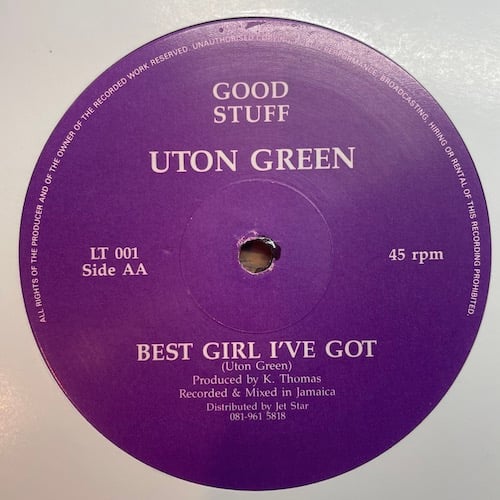 ALL RIGHTS OF THE PRODUCER AND OF THE OWNER OF THE RECORDED WORK RESERVED. UNAUTHORISED PERFORMANCE, BROADCASTING, HIRING OR RENTAL OF THIS RECORDING PROHIBITED.
GOOD
STUFF
UTON GREEN
LT 001
Side AA
45 rpm
BEST GIRL I'VE GOT
(Uton Green)
Produced by K. Thomas
Recorded & Mixed in Jamaica
Distributed by Jet Star
081-961 5818